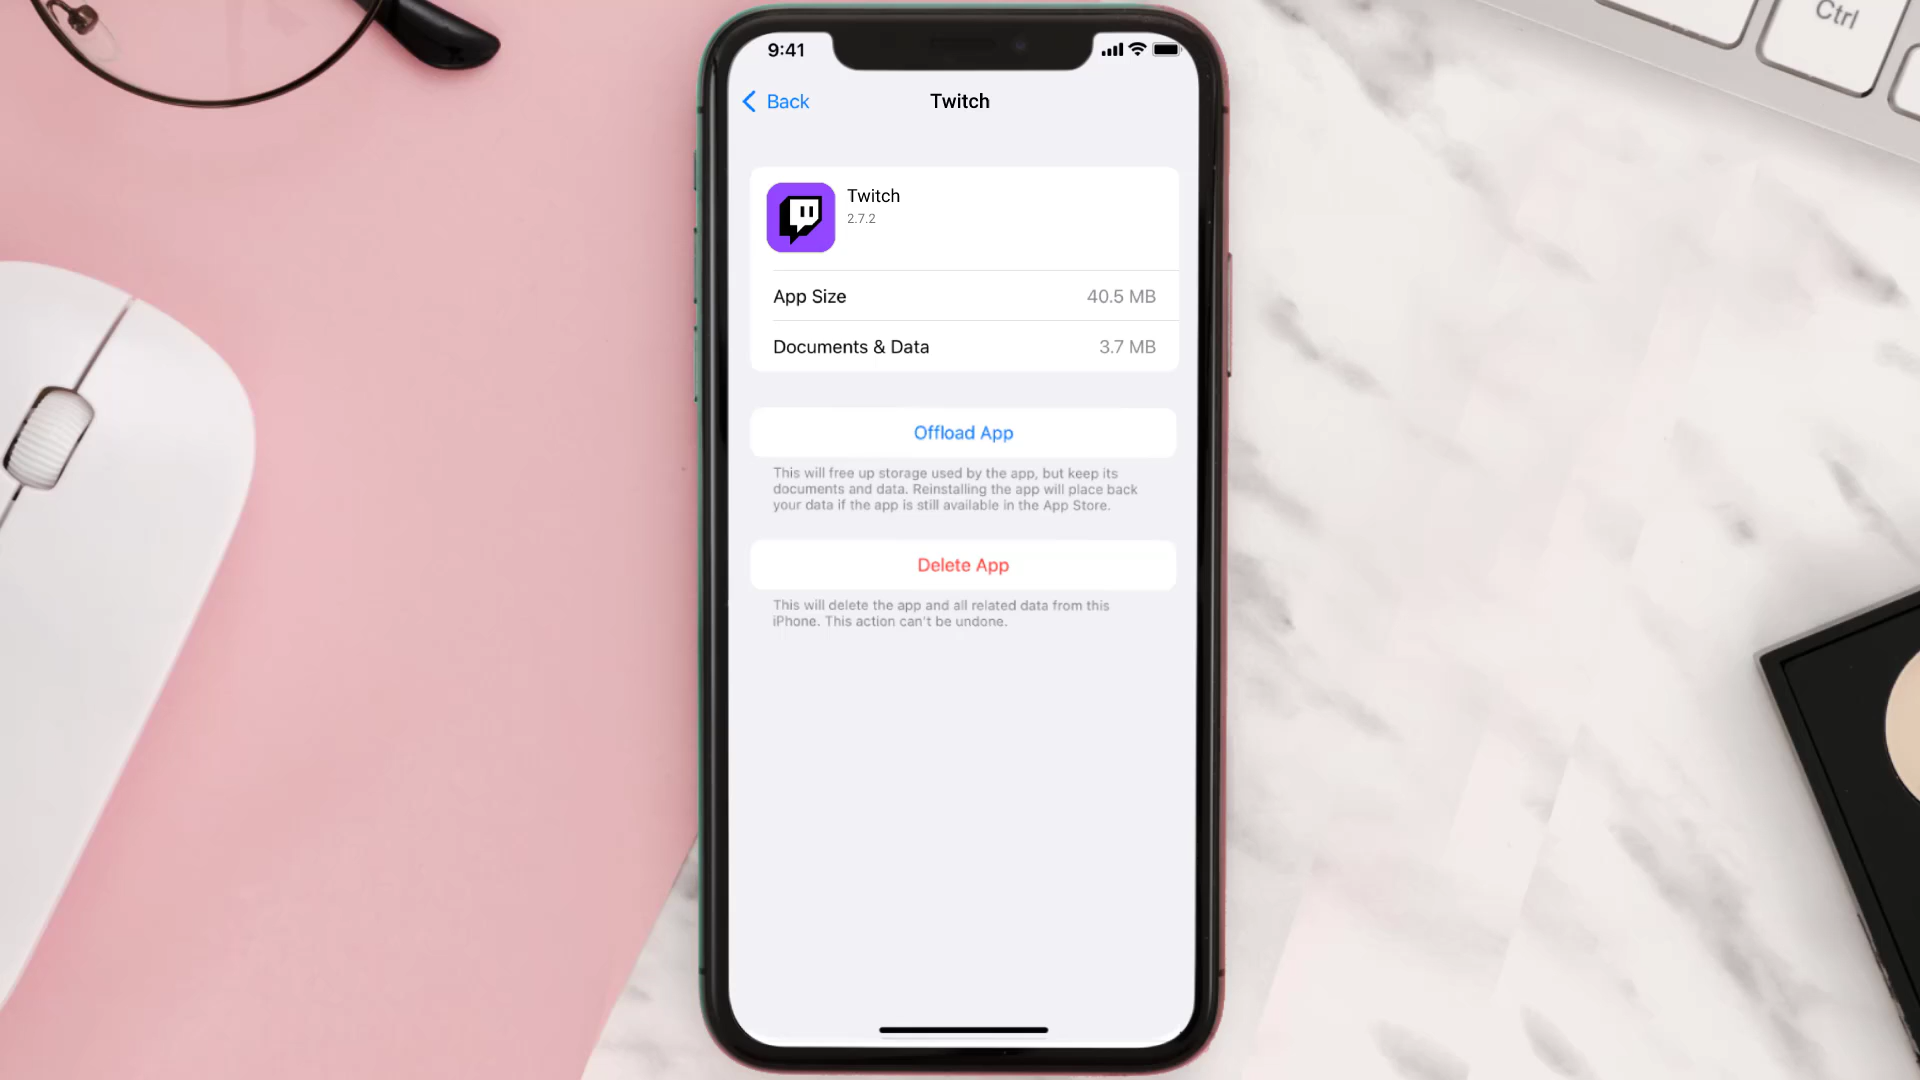 Ctrl
9:41
Back
Twitch
Twitch
2.7.2
App Size
40.5 MB
Documents & Data
3.7 MB
Offload App
This will free up storage used by the app, but keep its
documents and data. Reinstalling the app will place back
your data if the app is still available in the App Store.
Delete App
This will delete the app and all related data from this
iPhone. This action can't be undone.